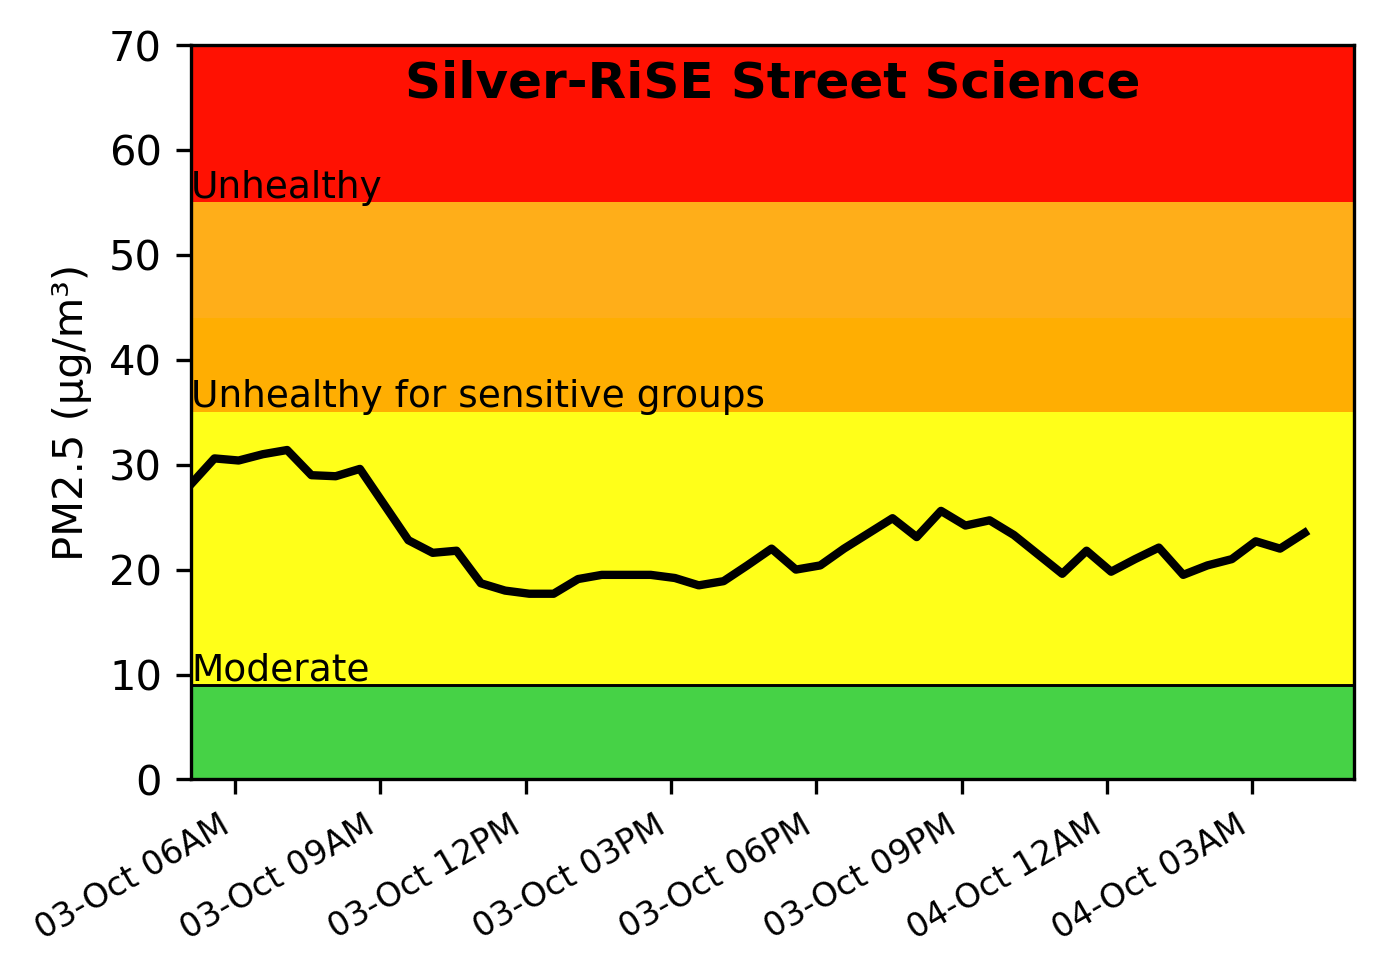 Silver-RiSE Street Science
PM2.5 (µg/m³)
70
60
Unhealthy
50
40
Unhealthy for sensitive groups
30
20
10
Moderate
0
03-Oct 06AM
03-Oct 09AM
03-Oct 12PM
03-Oct 03PM
03-Oct 06PM
03-Oct 09PM
04-Oct 12AM
04-Oct 03AM